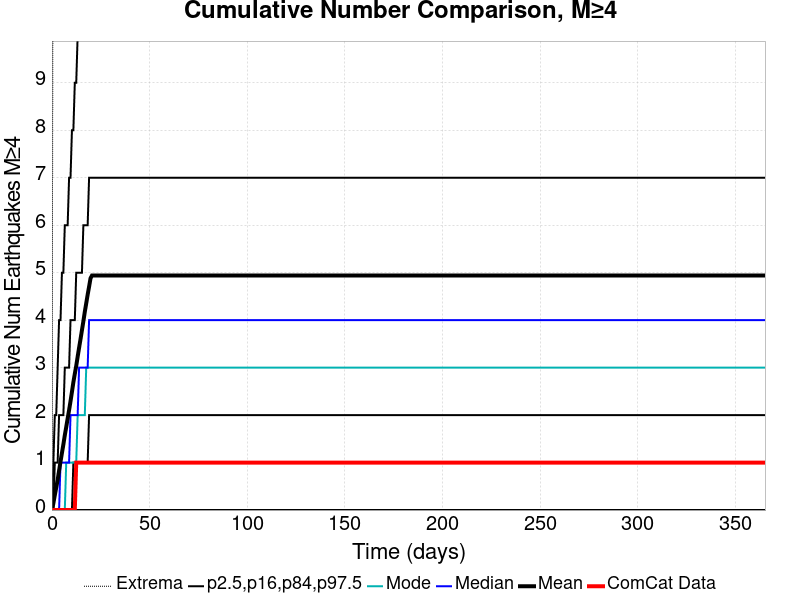 Cumulative Number Comparison, M≥4
Cumulative Num Earthquakes M≥4
9
8
7
6
5
4
3
2
1
0
0 50 100 150 200 250 300 350
Time (days)
Extrema p2.5,p16,p84,p97.5 Mode Median Mean ComCat Data